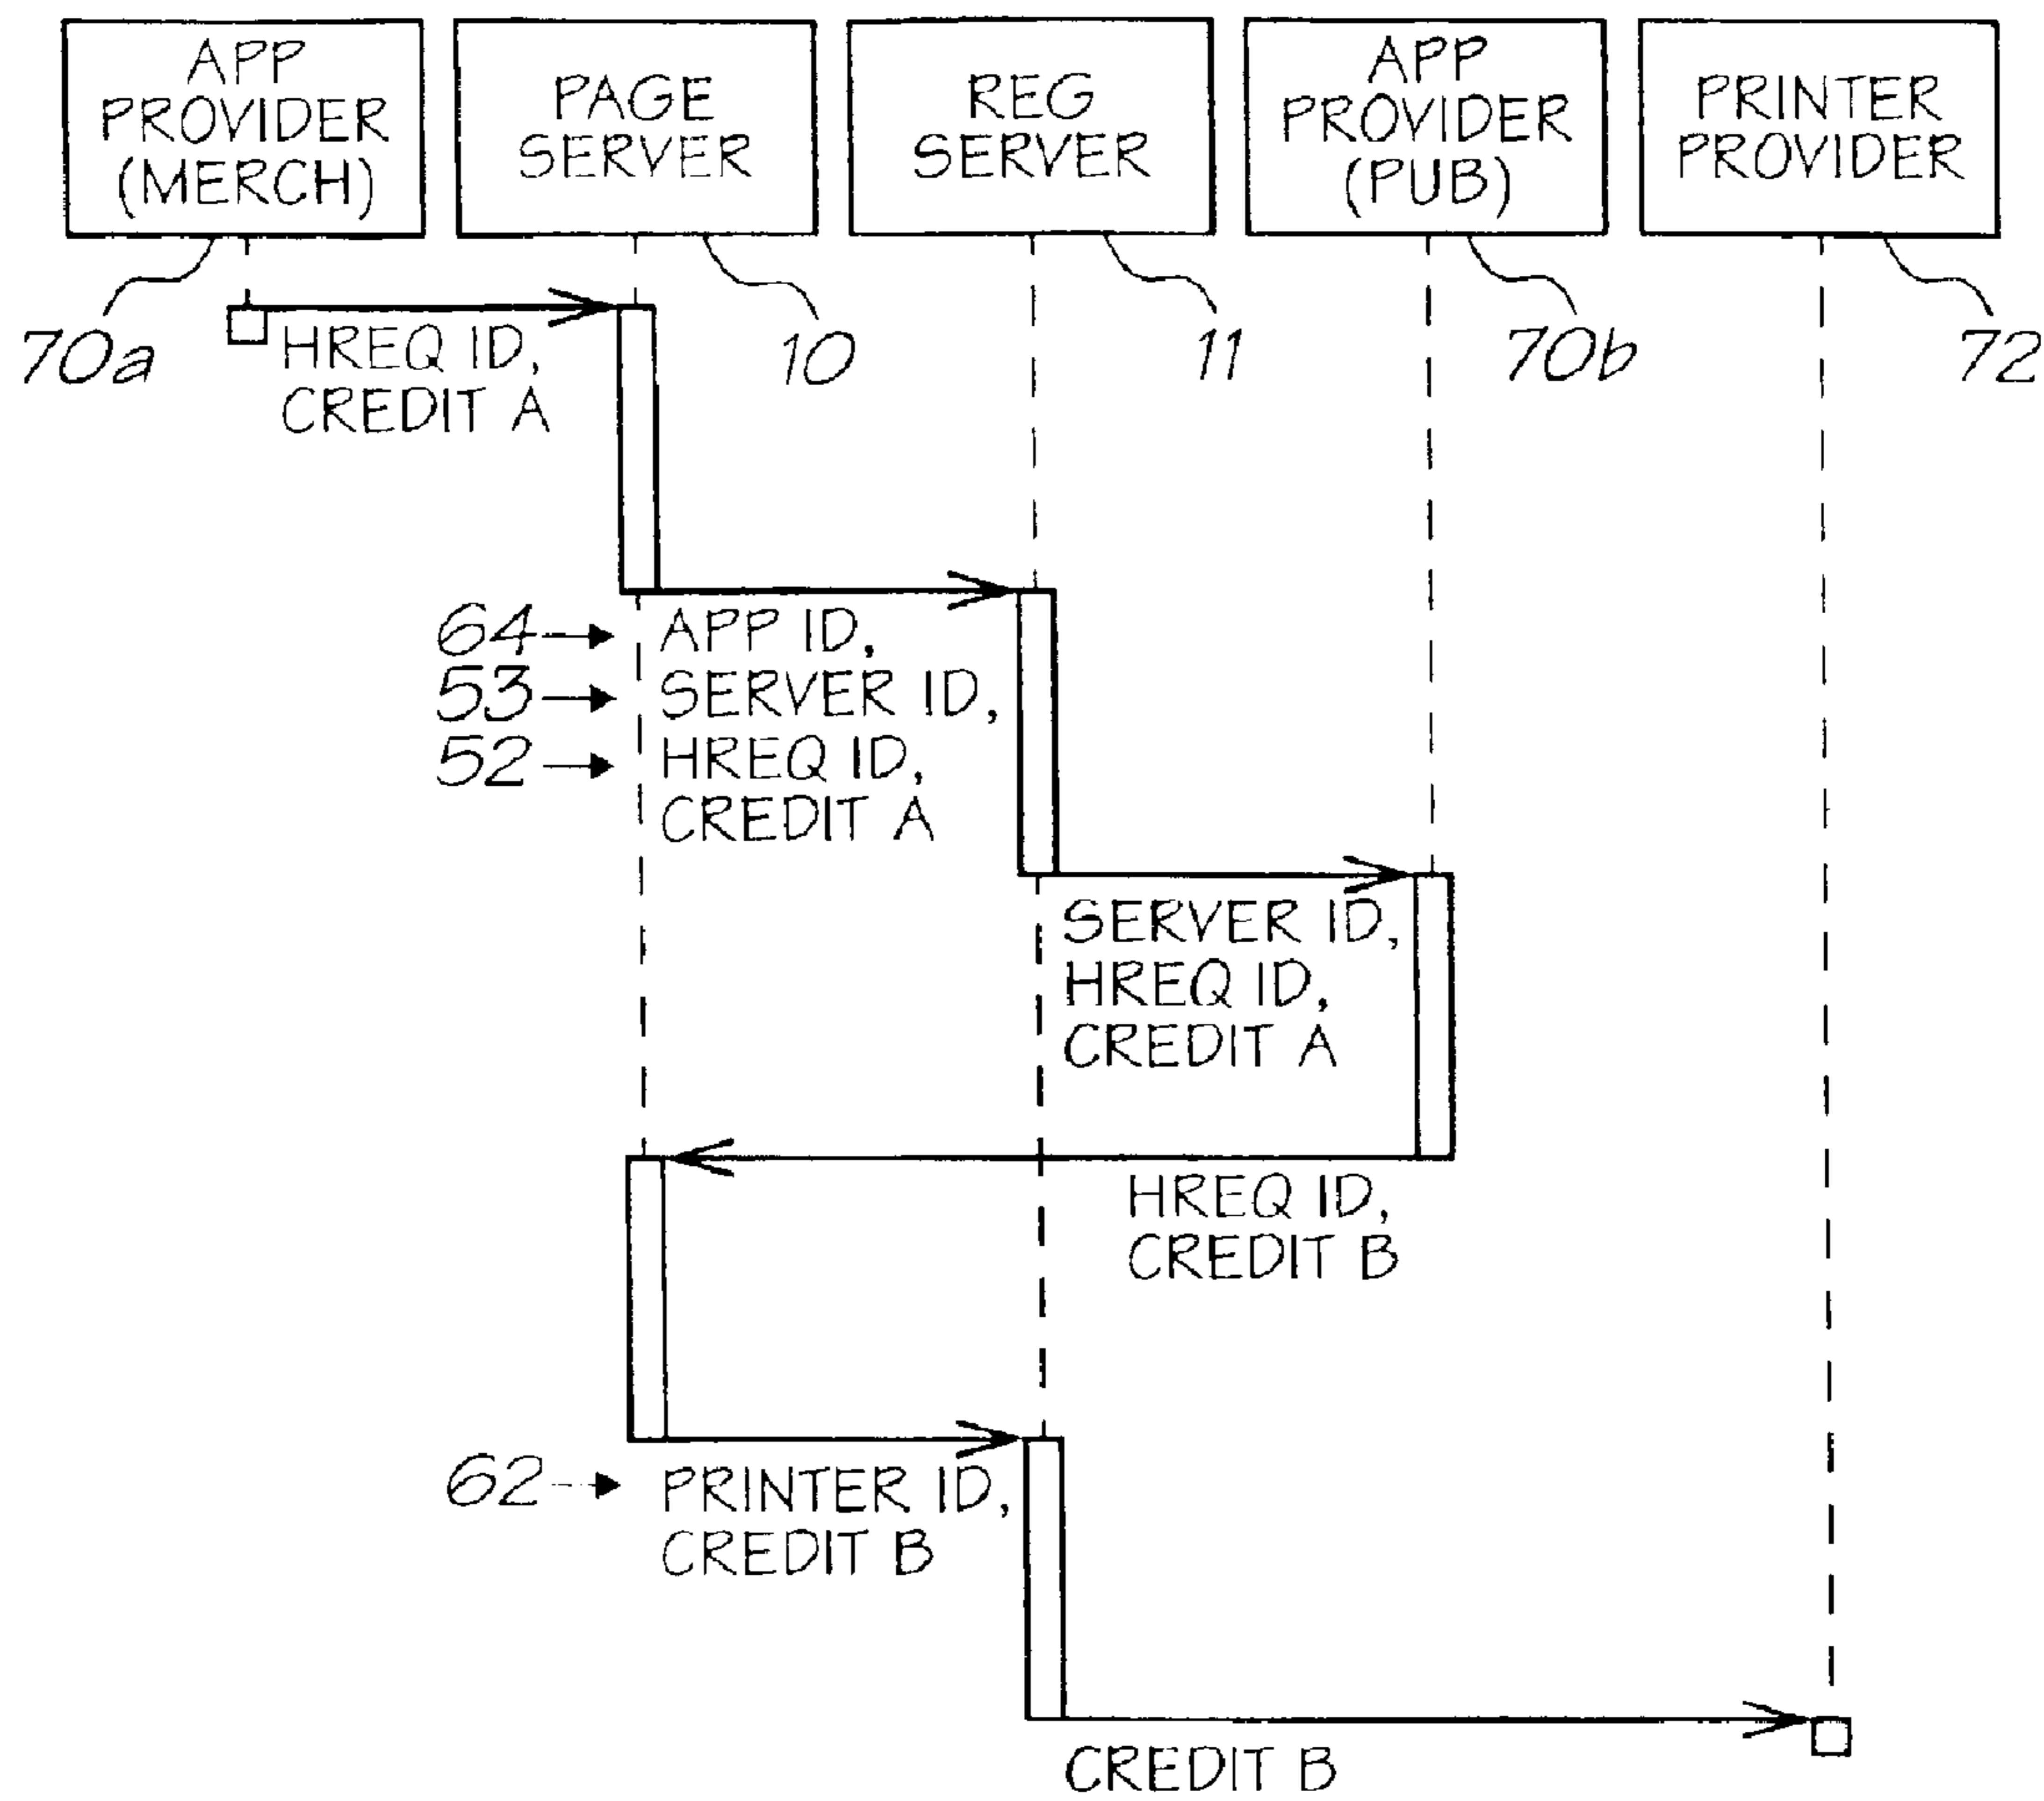 APP
PROVIDER
(MERCH)
PAGE
SERVER
REG
SERVER
APP
PROVIDER
(PUB)
PRINTER
PROVIDER
70a
10
11
70b
72
HREQ ID,
CREDIT A
64
APP ID,
53
SERVER ID,
52
HREQ ID,
CREDIT A
SERVER ID,
HREQ ID,
CREDIT A
HREQ ID,
CREDIT B
62
PRINTER ID,
CREDIT B
CREDIT B